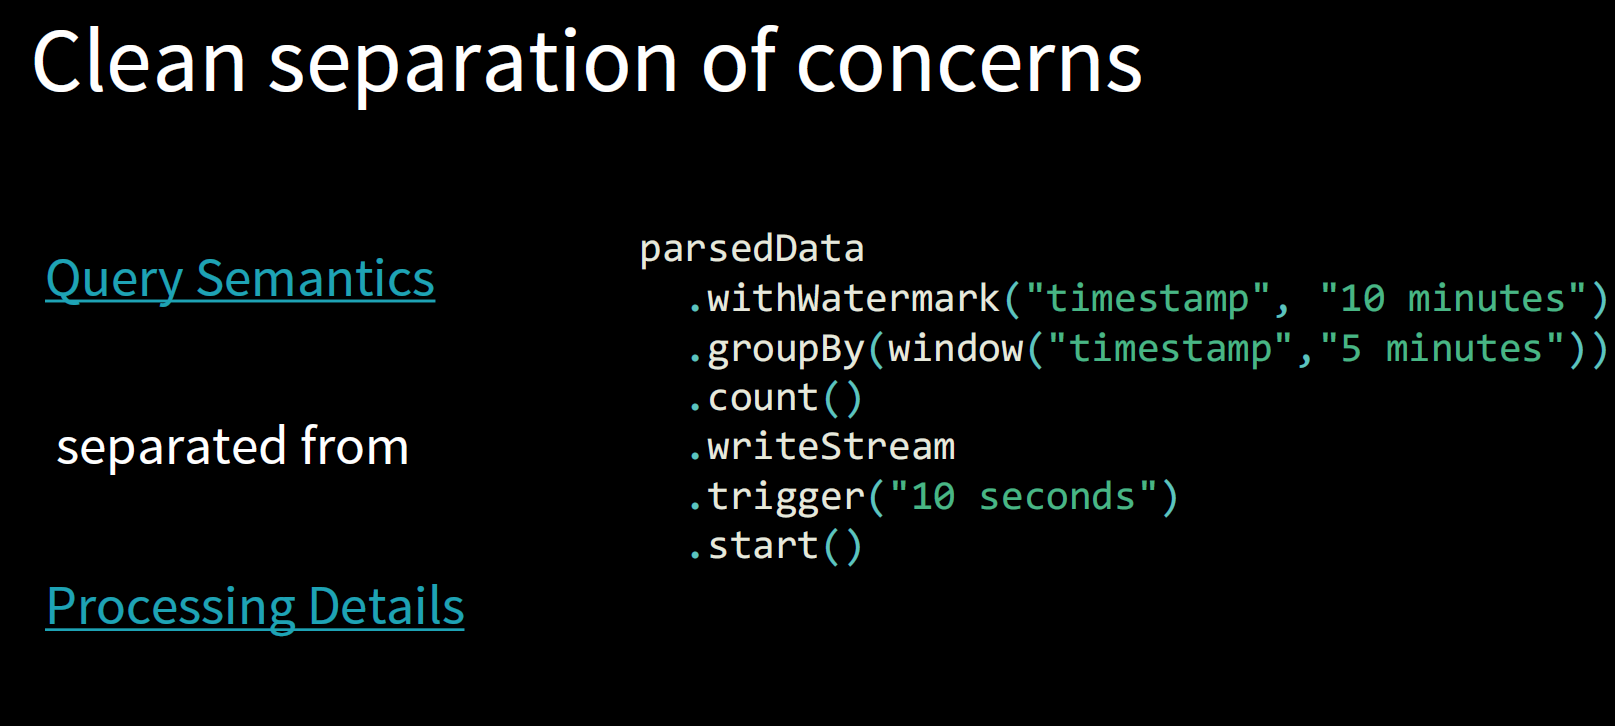 Clean separation of concerns
Query Semantics
separated from
Processing Details
parsedData
.withWatermark("timestamp", "10 minutes")
.groupBy(window("timestamp","5 minutes"))
.count()
.writeStream
.trigger("10 seconds")
.start()